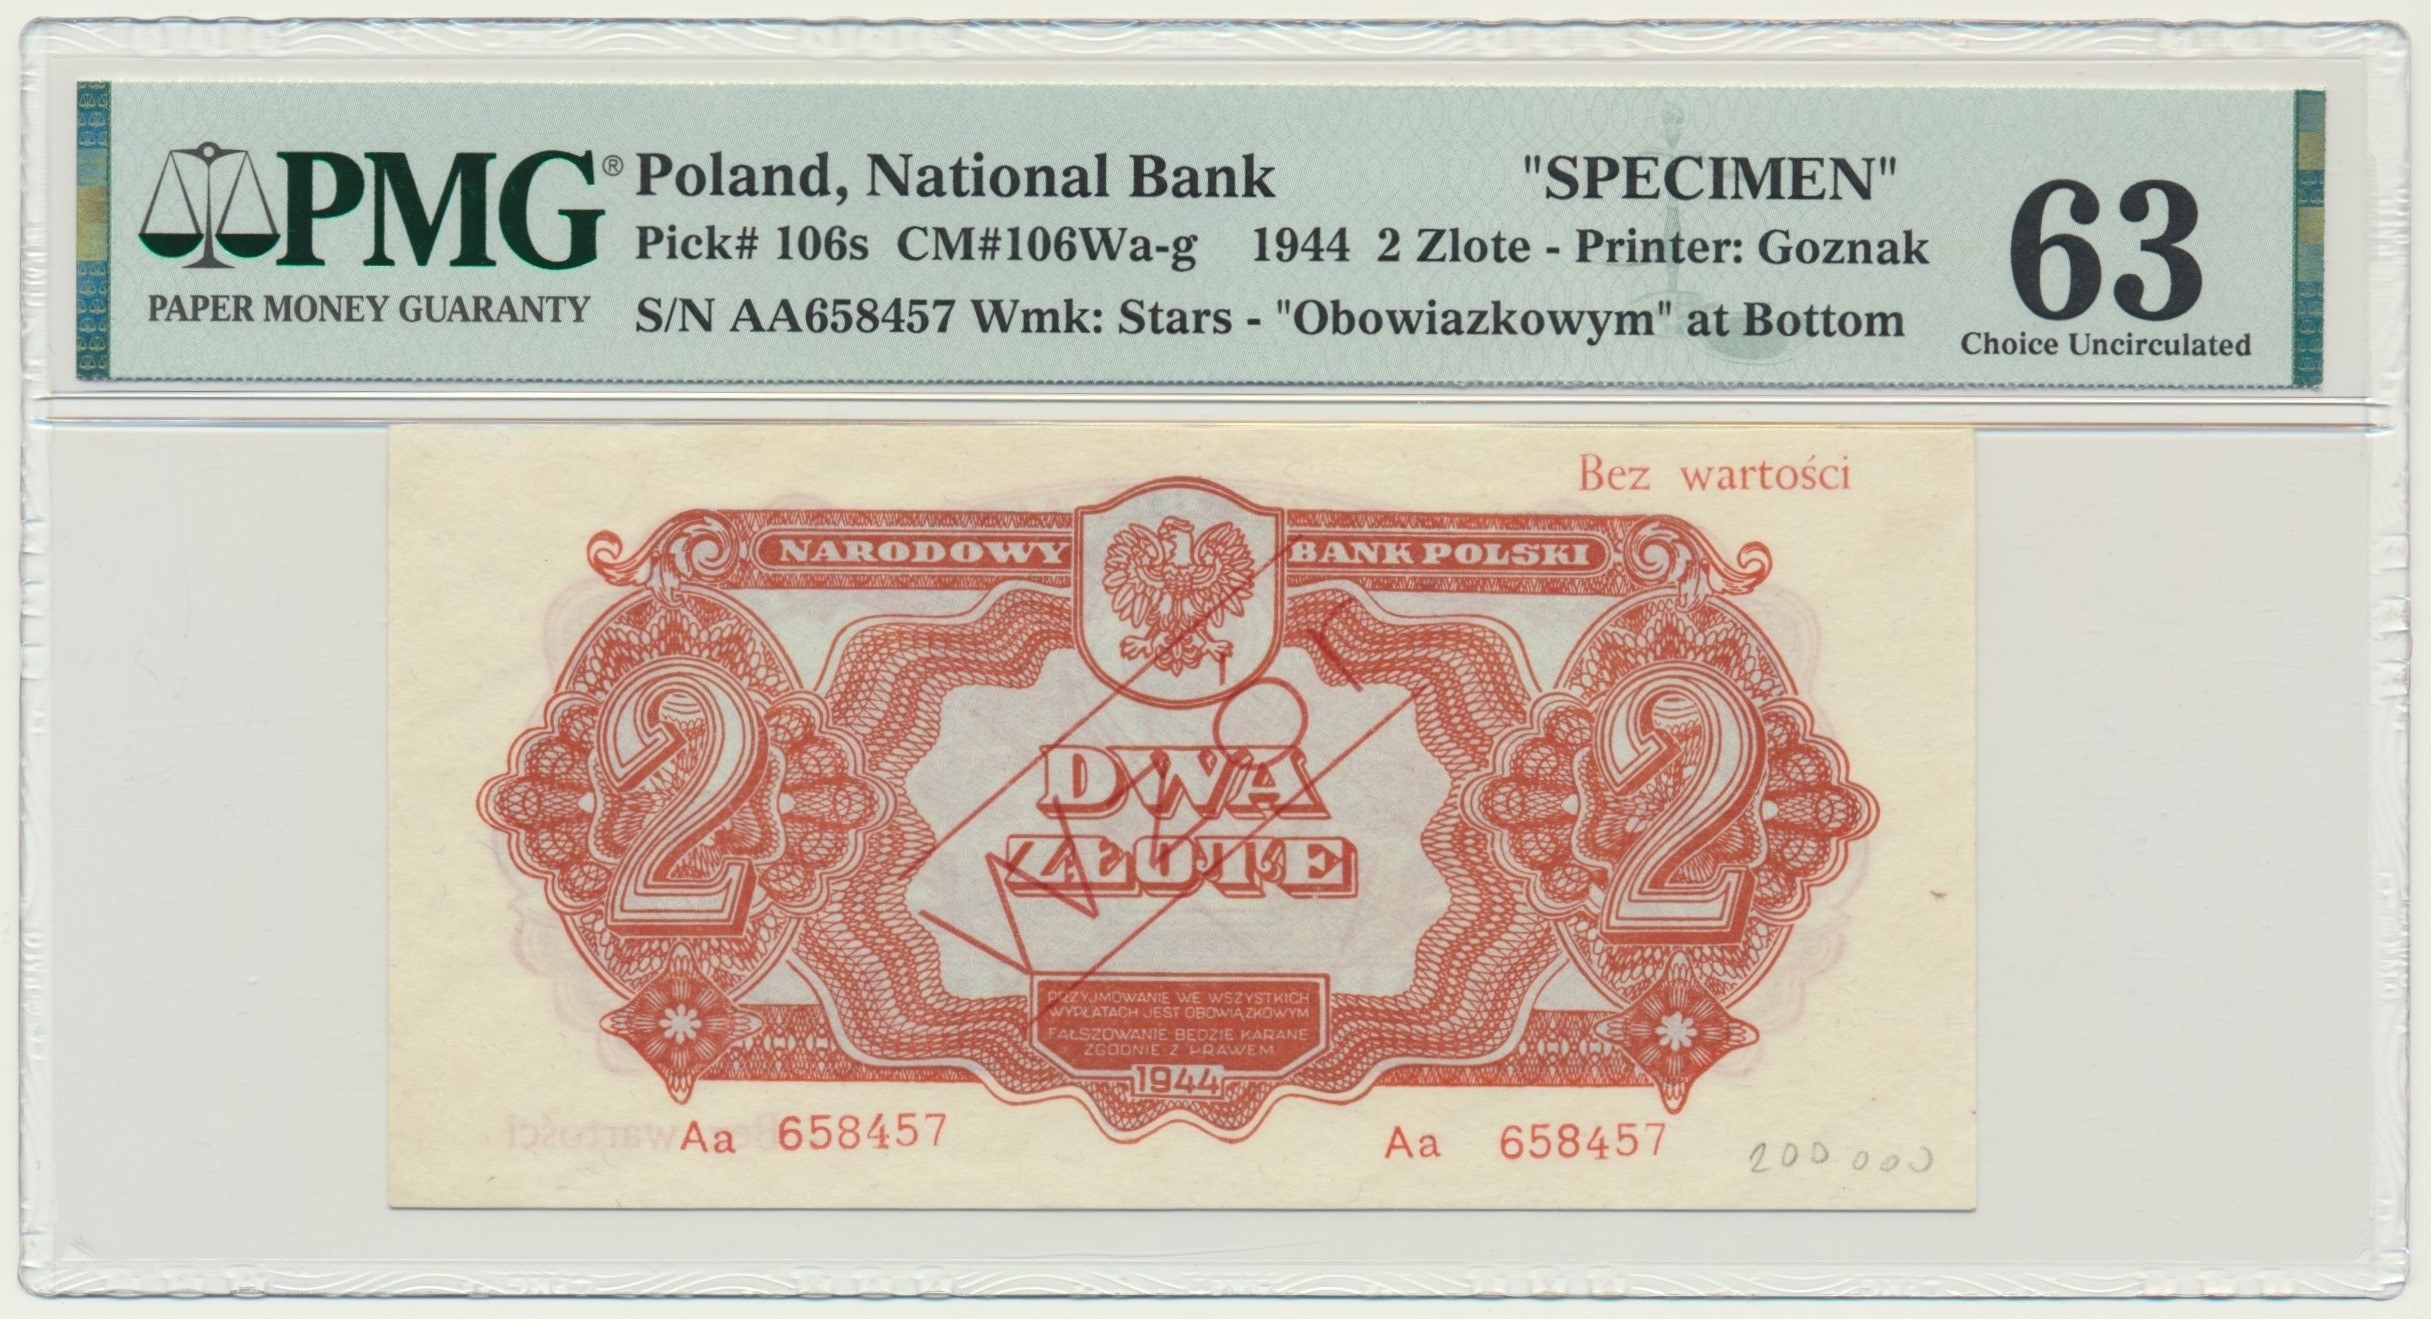 PMG®
PAPER MONEY GUARANTY
Poland, National Bank "SPECIMEN"
Pick# 106s CM#106Wa-g 1944 2 Zlote - Printer: Goznak
S/N AA658457 Wmk: Stars - "Obowiazkowym" at Bottom
63
Choice Uncirculated
Bez wartości
NARODOWY BANK POLSKI
2 2
WZÓR
DWA
ZŁOTE
PRZYJMOWANIE WE WSZYSTKICH
WYPŁATACH JEST OBOWIĄZKOWYM
FAŁSZOWANIE BĘDZIE KARANE
ZGODNIE Z PRAWEM
1944
Aa 658457 Aa 658457
200 000